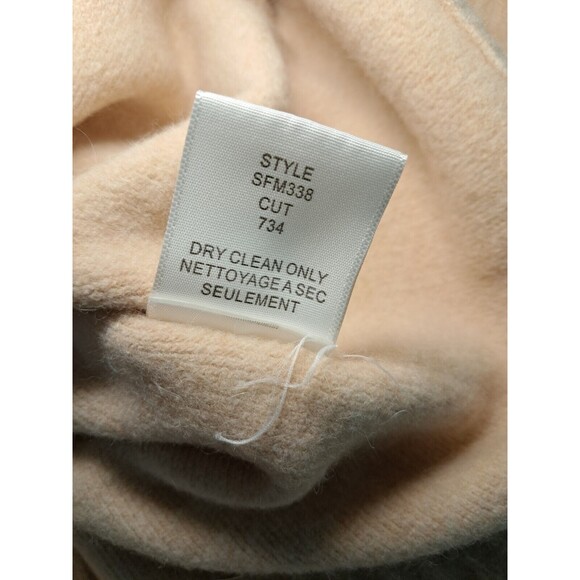 STYLE
SFM338
CUT
734
DRY CLEAN ONLY
NETTOYAGE A SEC
SEULEMENT